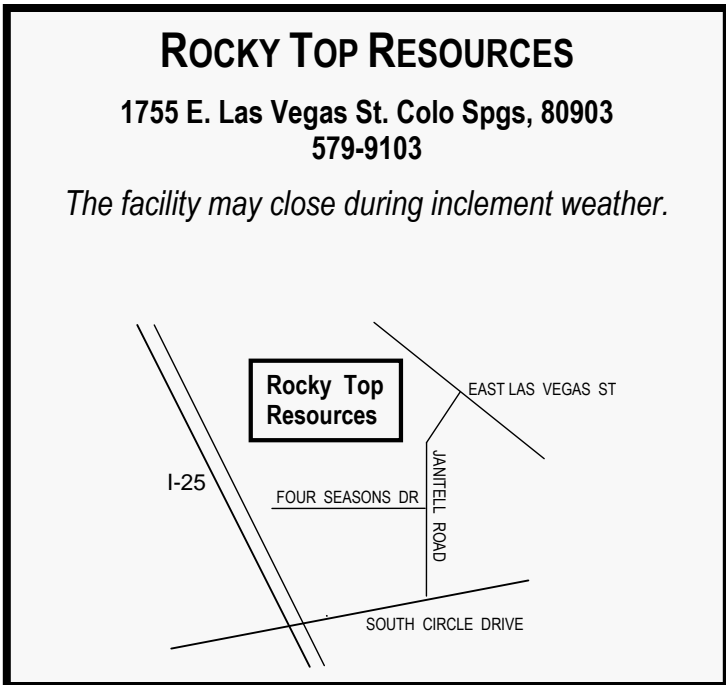 ROCKY TOP RESOURCES
1755 E. Las Vegas St. Colo Spgs, 80903
579-9103
The facility may close during inclement weather.
Rocky Top
Resources
EAST LAS VEGAS ST
I-25
FOUR SEASONS DR
JANITELL ROAD
SOUTH CIRCLE DRIVE